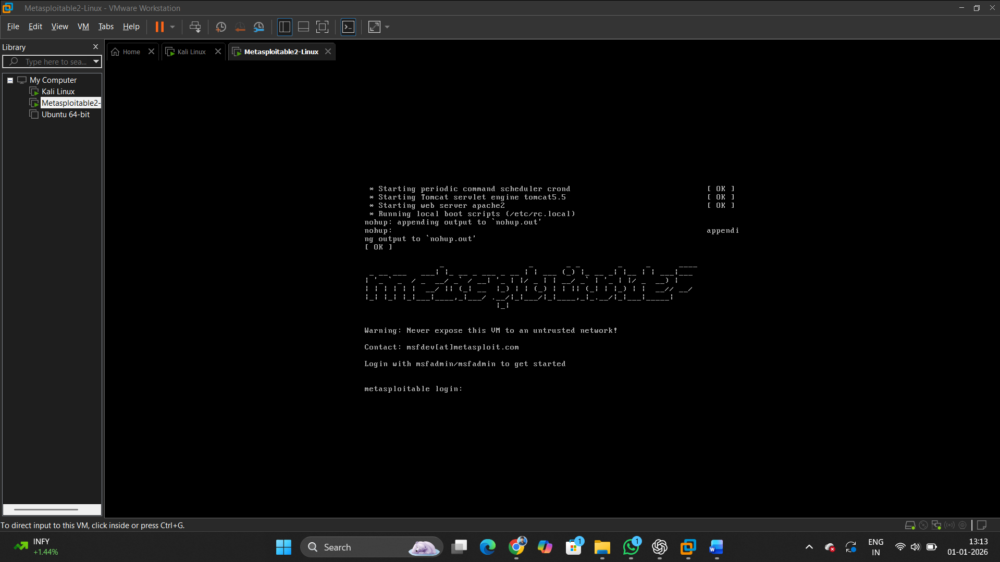 Metasploitable2-Linux - VMware Workstation
File Edit View VM Tabs Help
Library
Type here to sea...
My Computer
Kali Linux
Metasploitable2-
Ubuntu 64-bit
Home
Kali Linux
Metasploitable2-Linux
* Starting periodic command scheduler crond [ OK ]
* Starting Tomcat servlet engine tomcat5.5 [ OK ]
* Starting web server apache2 [ OK ]
* Running local boot scripts (/etc/rc.local)
nohup: appending output to `nohup.out'
nohup: appendi
ng output to `nohup.out'
[ OK ]
metasploitable2
Warning: Never expose this VM to an untrusted network!
Contact: msfdev[at]metasploit.com
Login with msfadmin/msfadmin to get started
metasploitable login:
To direct input to this VM, click inside or press Ctrl+G.
INFY
+1.44%
Search
1
1
ENG
IN
13:13
01-01-2026